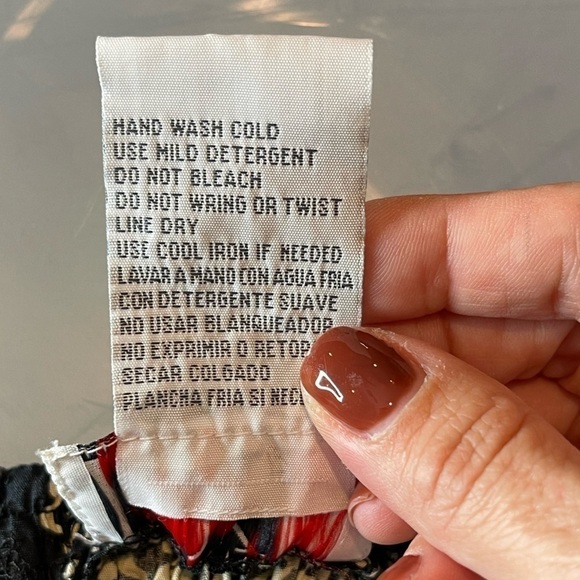 HAND WASH COLD
USE MILD DETERGENT
DO NOT BLEACH
DO NOT WRING OR TWIST
LINE DRY
USE COOL IRON IF NEEDED
LAVAR A MANO CON AGUA FRIA
CON DETERGENTE SUAVE
NO USAR BLANQUEADOR
NO EXPRIMIR O RETOR
SECAR COLGADO
PLANCHA FRIA SI NEC